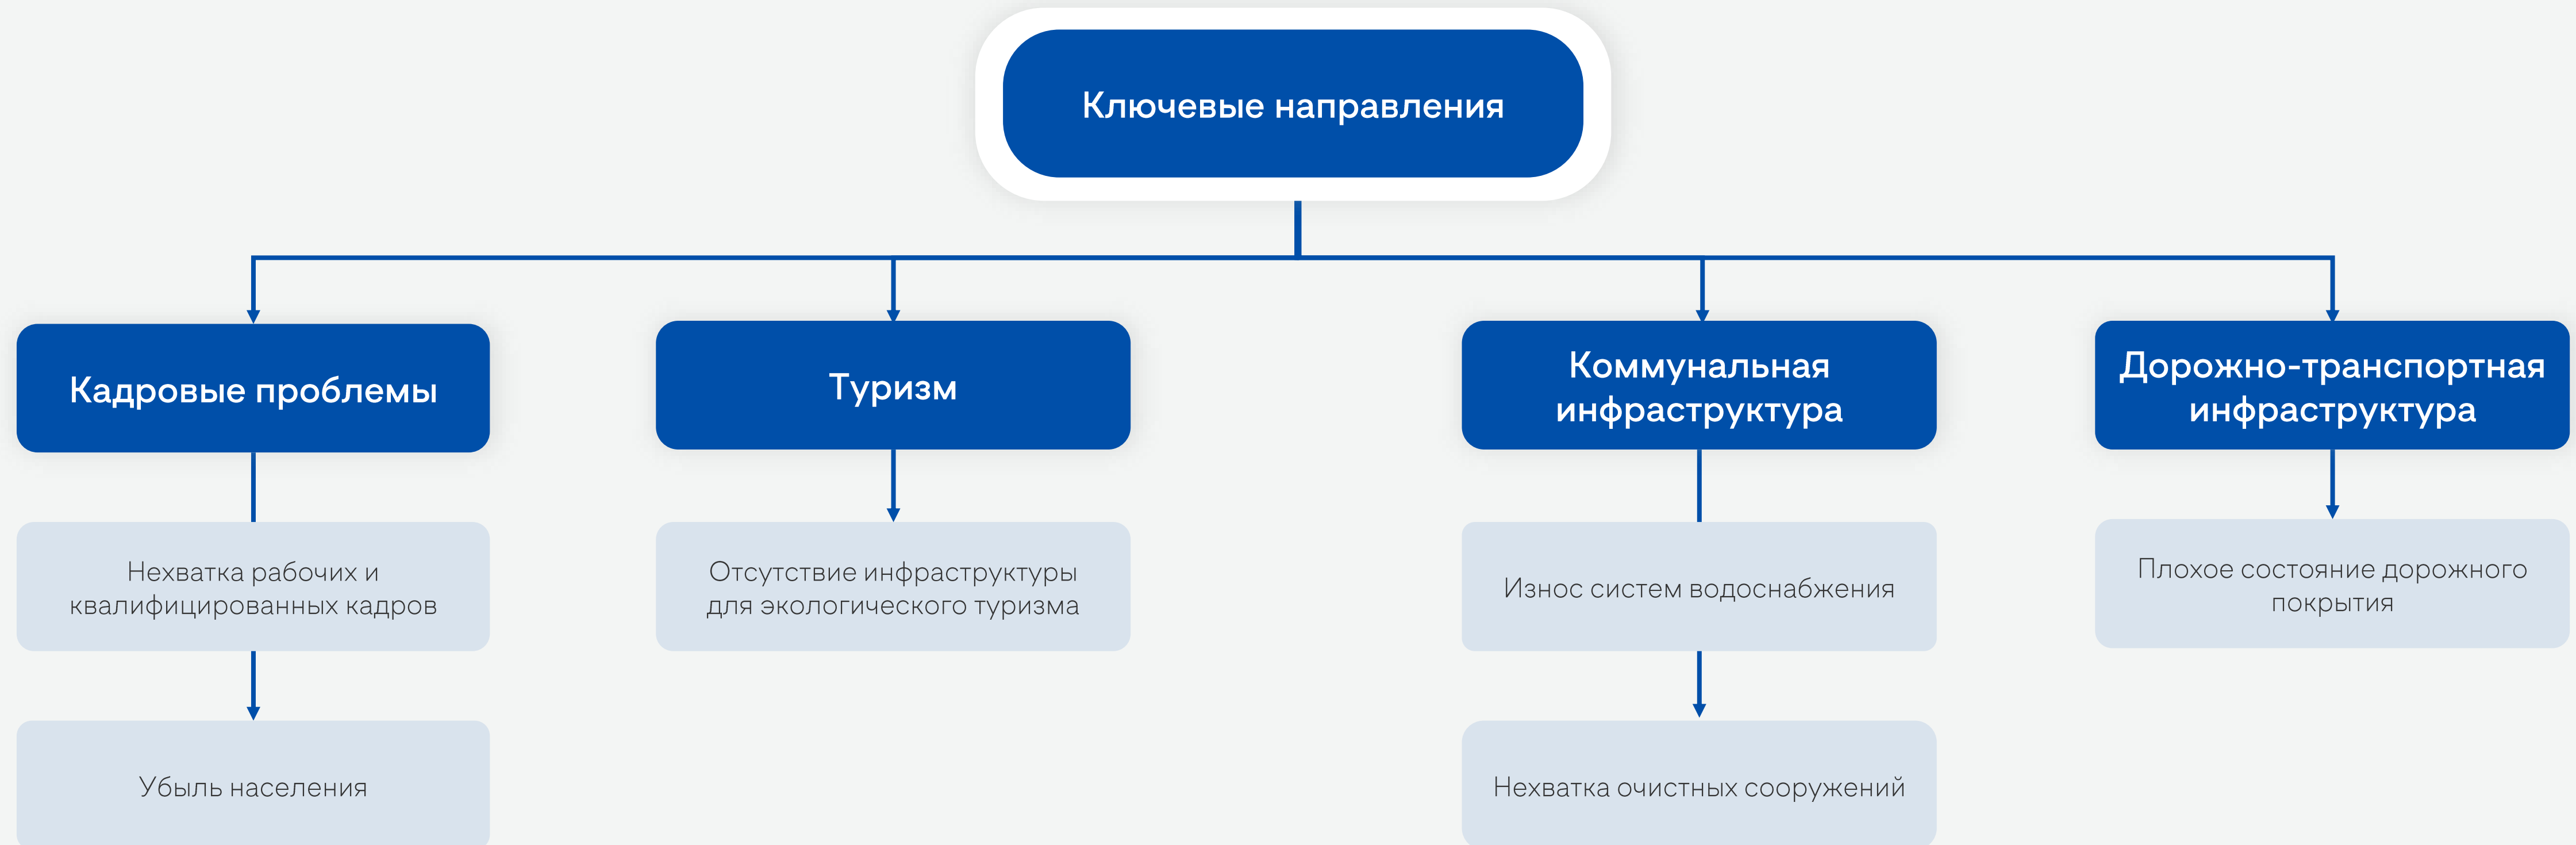 Ключевые направления
Кадровые проблемы
Туризм
Коммунальная
инфраструктура
Дорожно-транспортная
инфраструктура
Нехватка рабочих и
квалифицированных кадров
Отсутствие инфраструктуры
для экологического туризма
Износ систем водоснабжения
Плохое состояние дорожного
покрытия
Убыль населения
Нехватка очистных сооружений